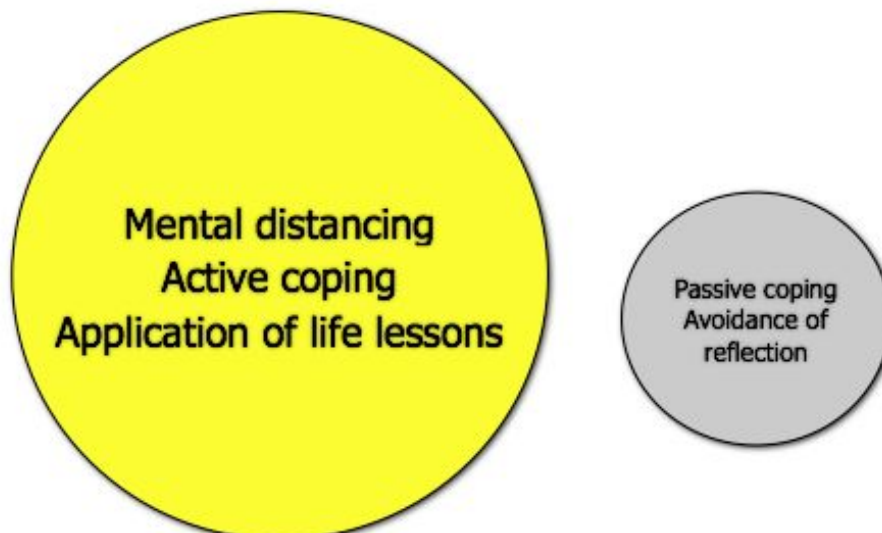 Mental distancing
Active coping
Application of life lessons
Passive coping
Avoidance of
reflection